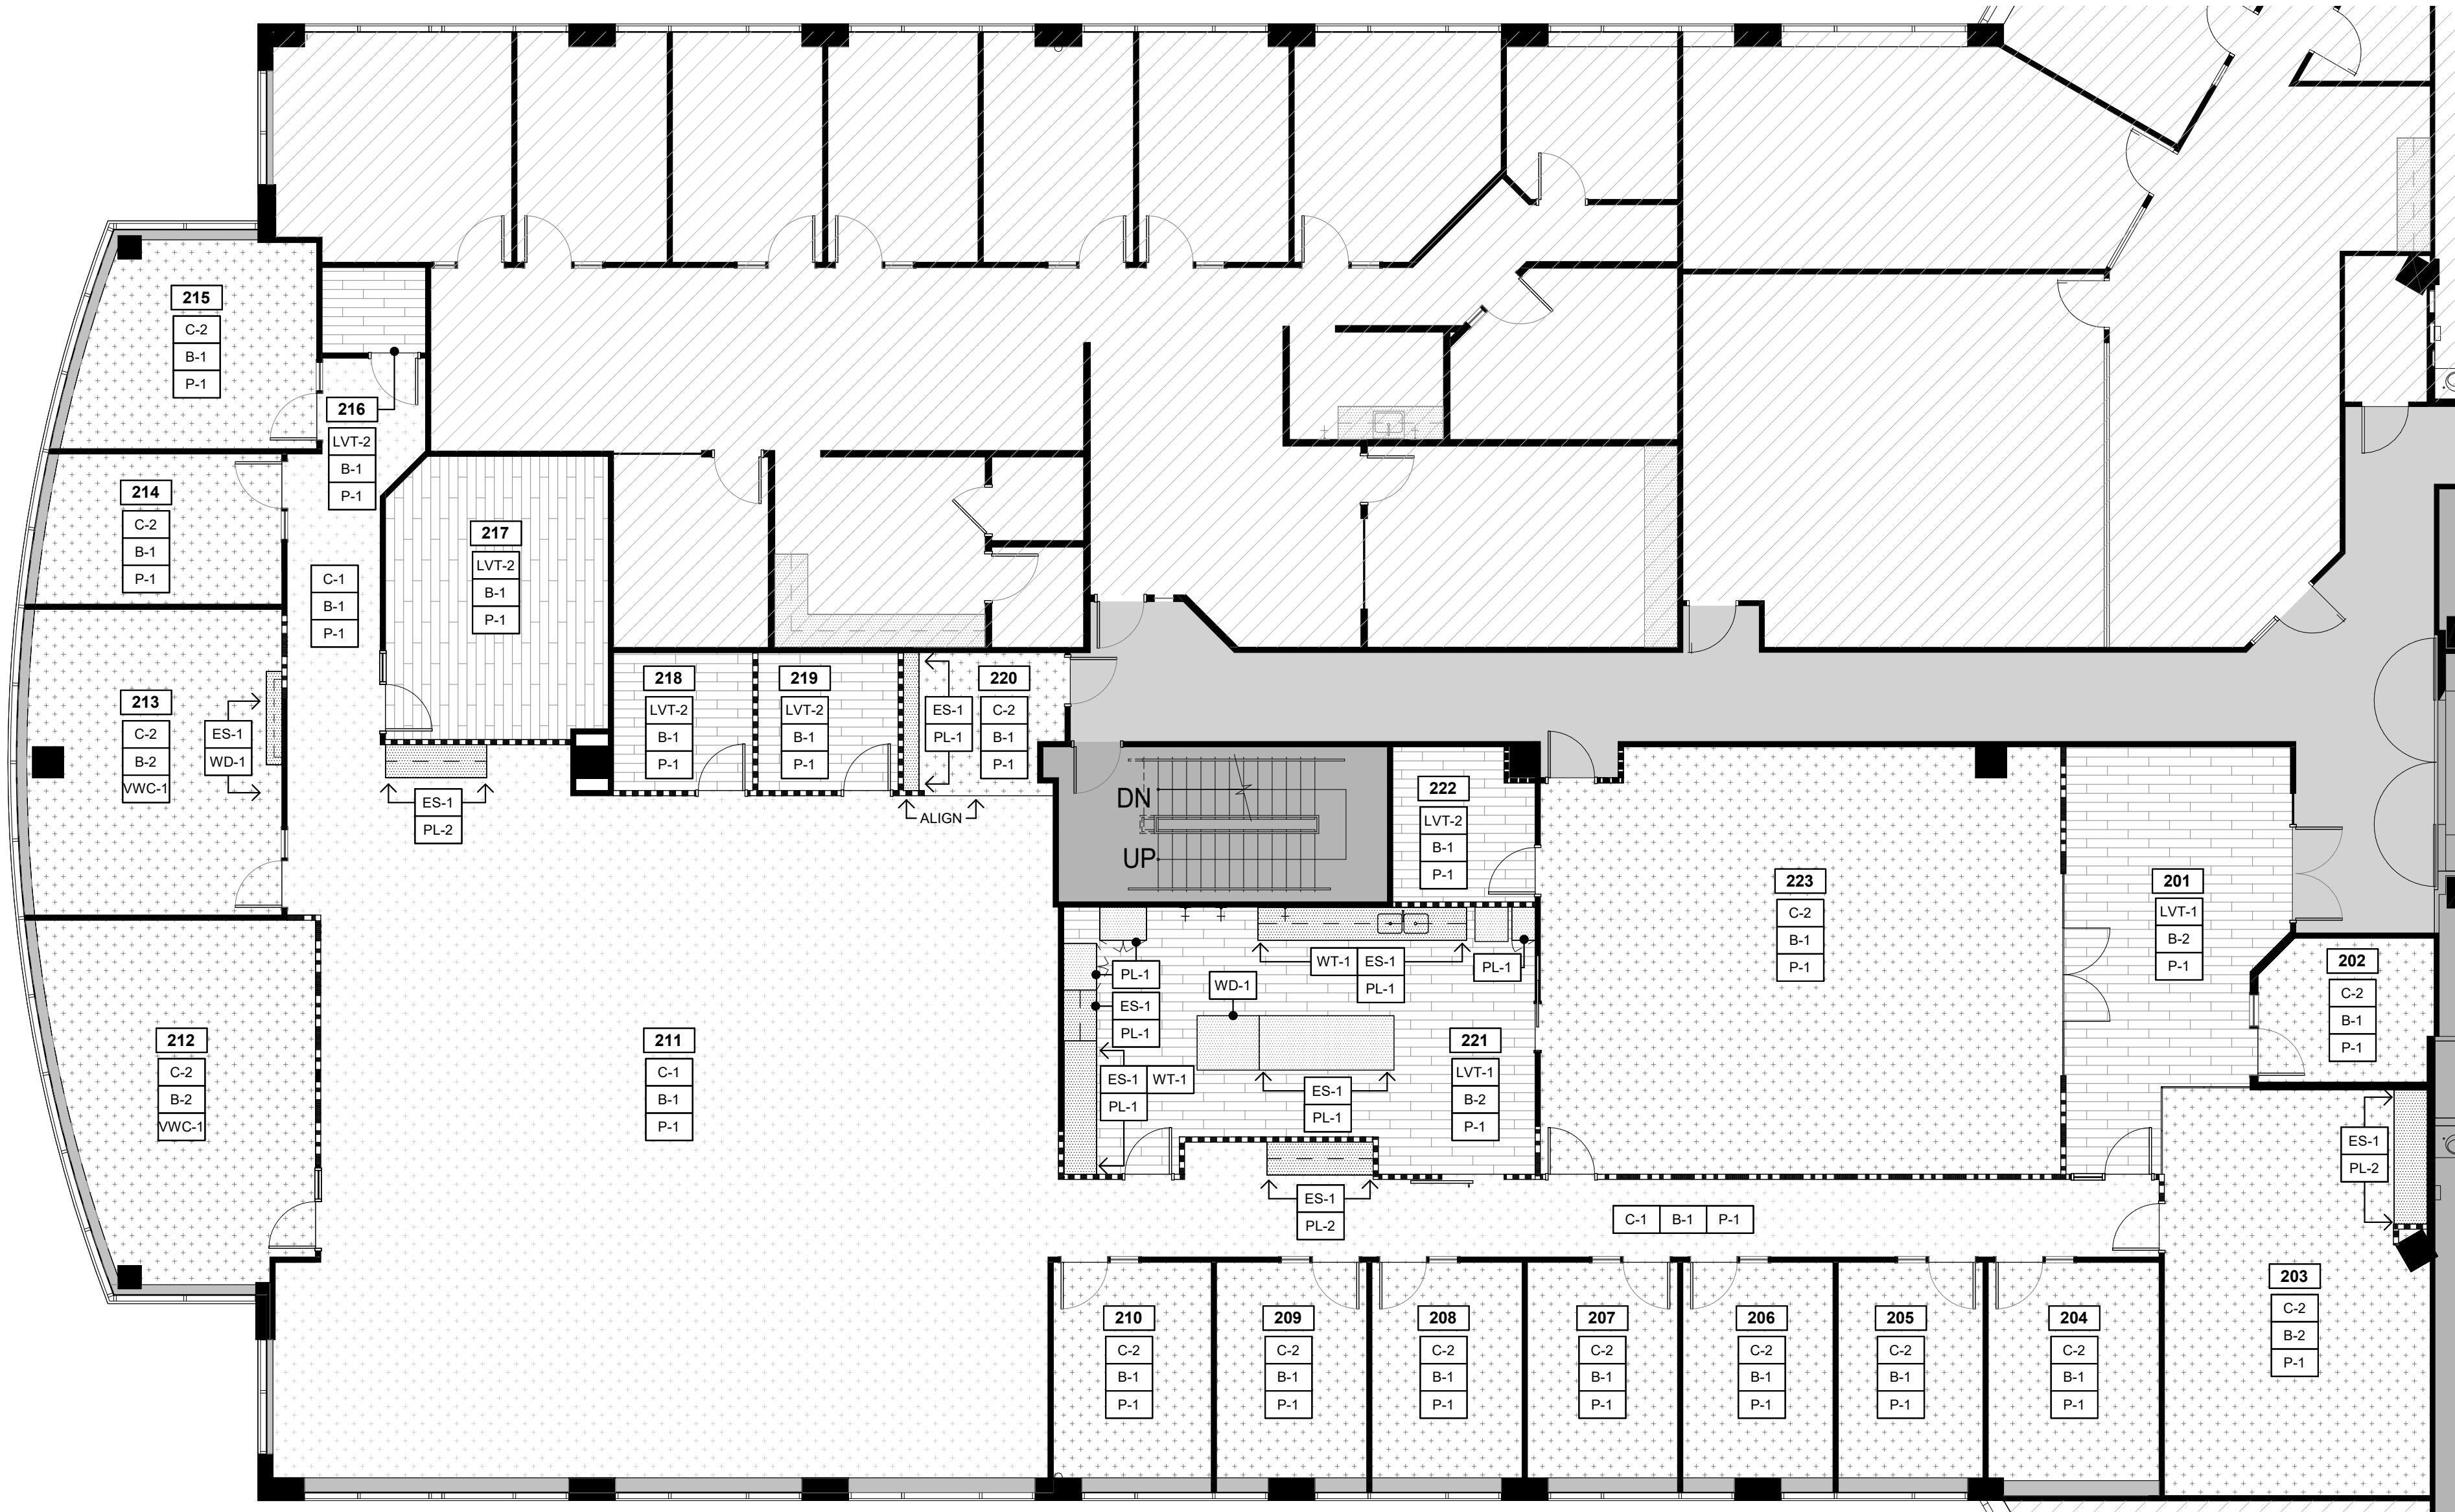 215
C-2
B-1
P-1
216
LVT-2
B-1
P-1
214
C-2
B-1
P-1
217
LVT-2
B-1
P-1
C-1
B-1
P-1
213
C-2
B-2
VWC-1
ES-1
WD-1
ES-1
PL-2
218
LVT-2
B-1
P-1
219
LVT-2
B-1
P-1
ES-1
PL-1
220
C-2
B-1
P-1
ALIGN
DN
UP
222
LVT-2
B-1
P-1
223
C-2
B-1
P-1
201
LVT-1
B-2
P-1
202
C-2
B-1
P-1
PL-1
ES-1
PL-1
WD-1
WT-1 ES-1
PL-1
PL-1
ES-1 WT-1
PL-1
ES-1
PL-1
221
LVT-1
B-2
P-1
212
C-2
B-2
VWC-1
211
C-1
B-1
P-1
ES-1
PL-2
ES-1
PL-2
C-1 B-1 P-1
203
C-2
B-2
P-1
210
C-2
B-1
P-1
209
C-2
B-1
P-1
208
C-2
B-1
P-1
207
C-2
B-1
P-1
206
C-2
B-1
P-1
205
C-2
B-1
P-1
204
C-2
B-1
P-1